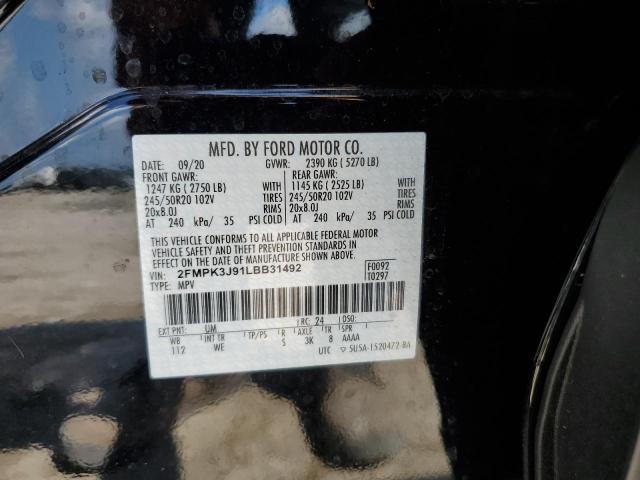 MFD. BY FORD MOTOR CO.
DATE: 09/20 GVWR: 2390 KG ( 5270 LB)
FRONT GAWR: REAR GAWR:
1247 KG ( 2750 LB) WITH 1145 KG ( 2525 LB) WITH
245/50R20 102V TIRES 245/50R20 102V TIRES
20x8.0J RIMS 20x8.0J RIMS
AT 240 kPa/ 35 PSI COLD AT 240 kPa/ 35 PSI COLD
THIS VEHICLE CONFORMS TO ALL APPLICABLE FEDERAL MOTOR
VEHICLE SAFETY AND THEFT PREVENTION STANDARDS IN
EFFECT ON THE DATE OF MANUFACTURE SHOWN ABOVE.
VIN: 2FMPK3J91LBB31492 F0092
TYPE: MPV T0297
EXT PNT: UM RC: 24 DSO:
WB INT TR TP/PS R AXLE TR SPR
112 WE S 3K 8 AAAA
UTC ▽ 5U5A-1520472-BA